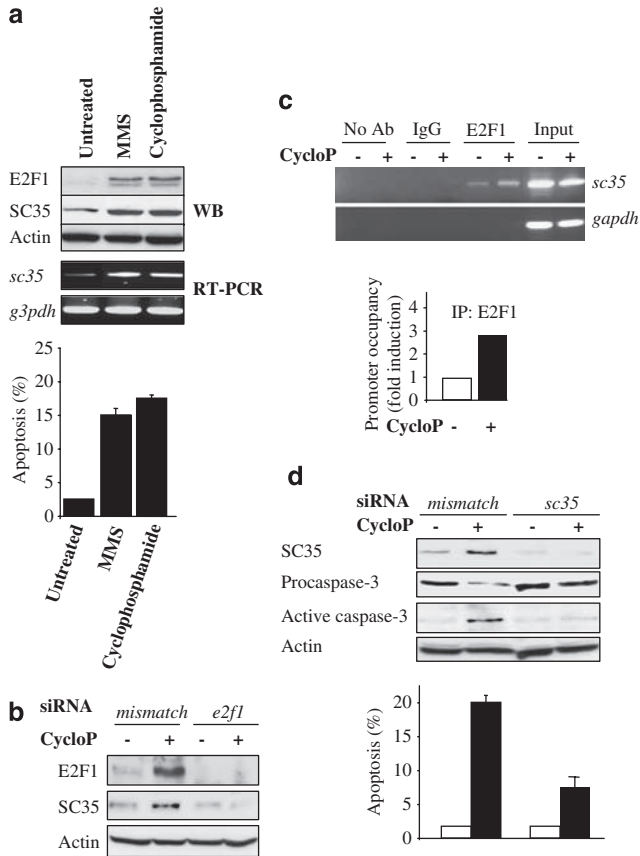 a
Untreated
MMS
Cyclophosphamide
E2F1
SC35
Actin
WB
sc35
g3pdh
RT-PCR
Apoptosis (%)
25
20
15
10
5
0
Untreated
MMS
Cyclophosphamide
b
siRNA mismatch e2f1
CycloP - + - +
E2F1
SC35
Actin
c
No Ab IgG E2F1 Input
CycloP - + - + - + - +
sc35
gapdh
IP: E2F1
Promoter occupancy
(fold induction)
4
3
2
1
0
CycloP - +
d
siRNA mismatch sc35
CycloP - + - +
SC35
Procaspase-3
Active caspase-3
Actin
Apoptosis (%)
20
15
10
5
0